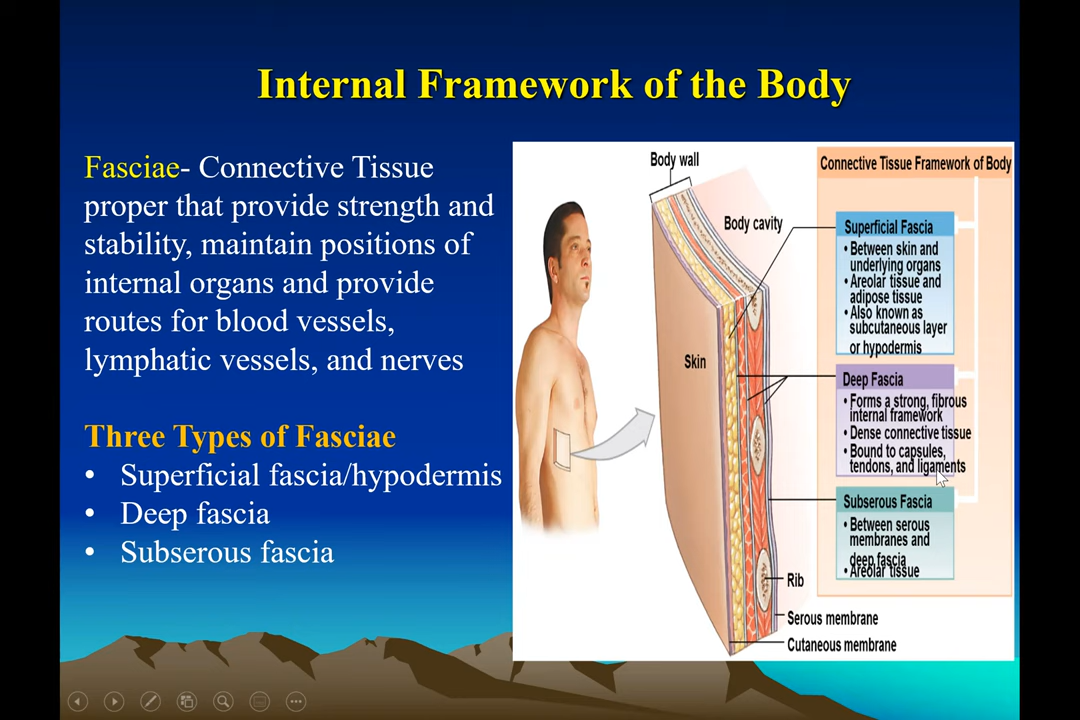 Internal Framework of the Body
Fasciae- Connective Tissue
proper that provide strength and
stability, maintain positions of
internal organs and provide
routes for blood vessels,
lymphatic vessels, and nerves
Three Types of Fasciae
• Superficial fascia/hypodermis
• Deep fascia
• Subserous fascia
Body wall
Body cavity
Skin
Rib
Serous membrane
Cutaneous membrane
Connective Tissue Framework of Body
Superficial Fascia
• Between skin and
underlying organs
• Areolar tissue and
adipose tissue
• Also known as
subcutaneous layer
or hypodermis
Deep Fascia
• Forms a strong, fibrous
internal framework
• Dense connective tissue
• Bound to capsules,
tendons, and ligaments
Subserous Fascia
• Between serous
membranes and
deep fascia
• Areolar tissue